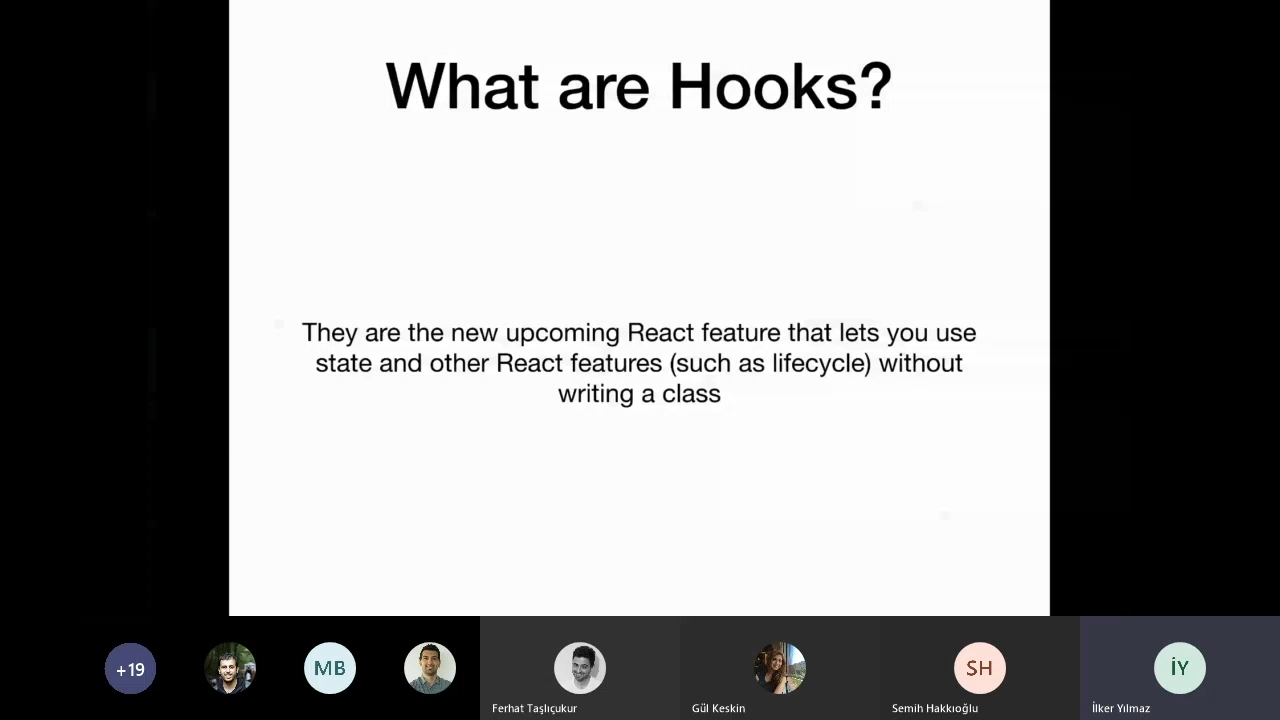 What are Hooks?
They are the new upcoming React feature that lets you use
state and other React features (such as lifecycle) without
writing a class
+19
MB
SH
İY
Ferhat Taşlıçukur
Gül Keskin
Semih Hakkıoğlu
İlker Yılmaz